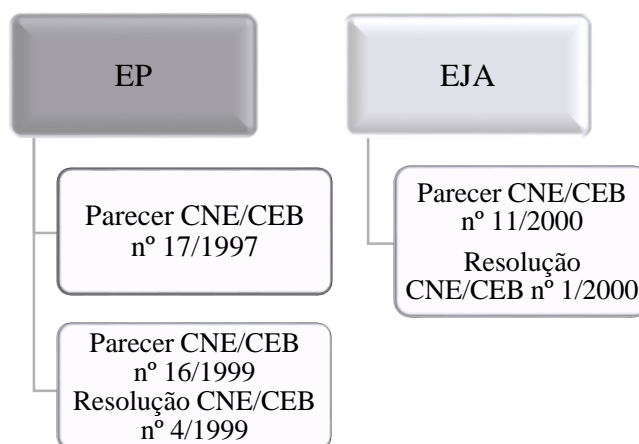 EP
Parecer CNE/CEB
nº 17/1997
Parecer CNE/CEB
nº 16/1999
Resolução CNE/CEB
nº 4/1999
EJA
Parecer CNE/CEB
nº 11/2000
Resolução
CNE/CEB nº 1/2000